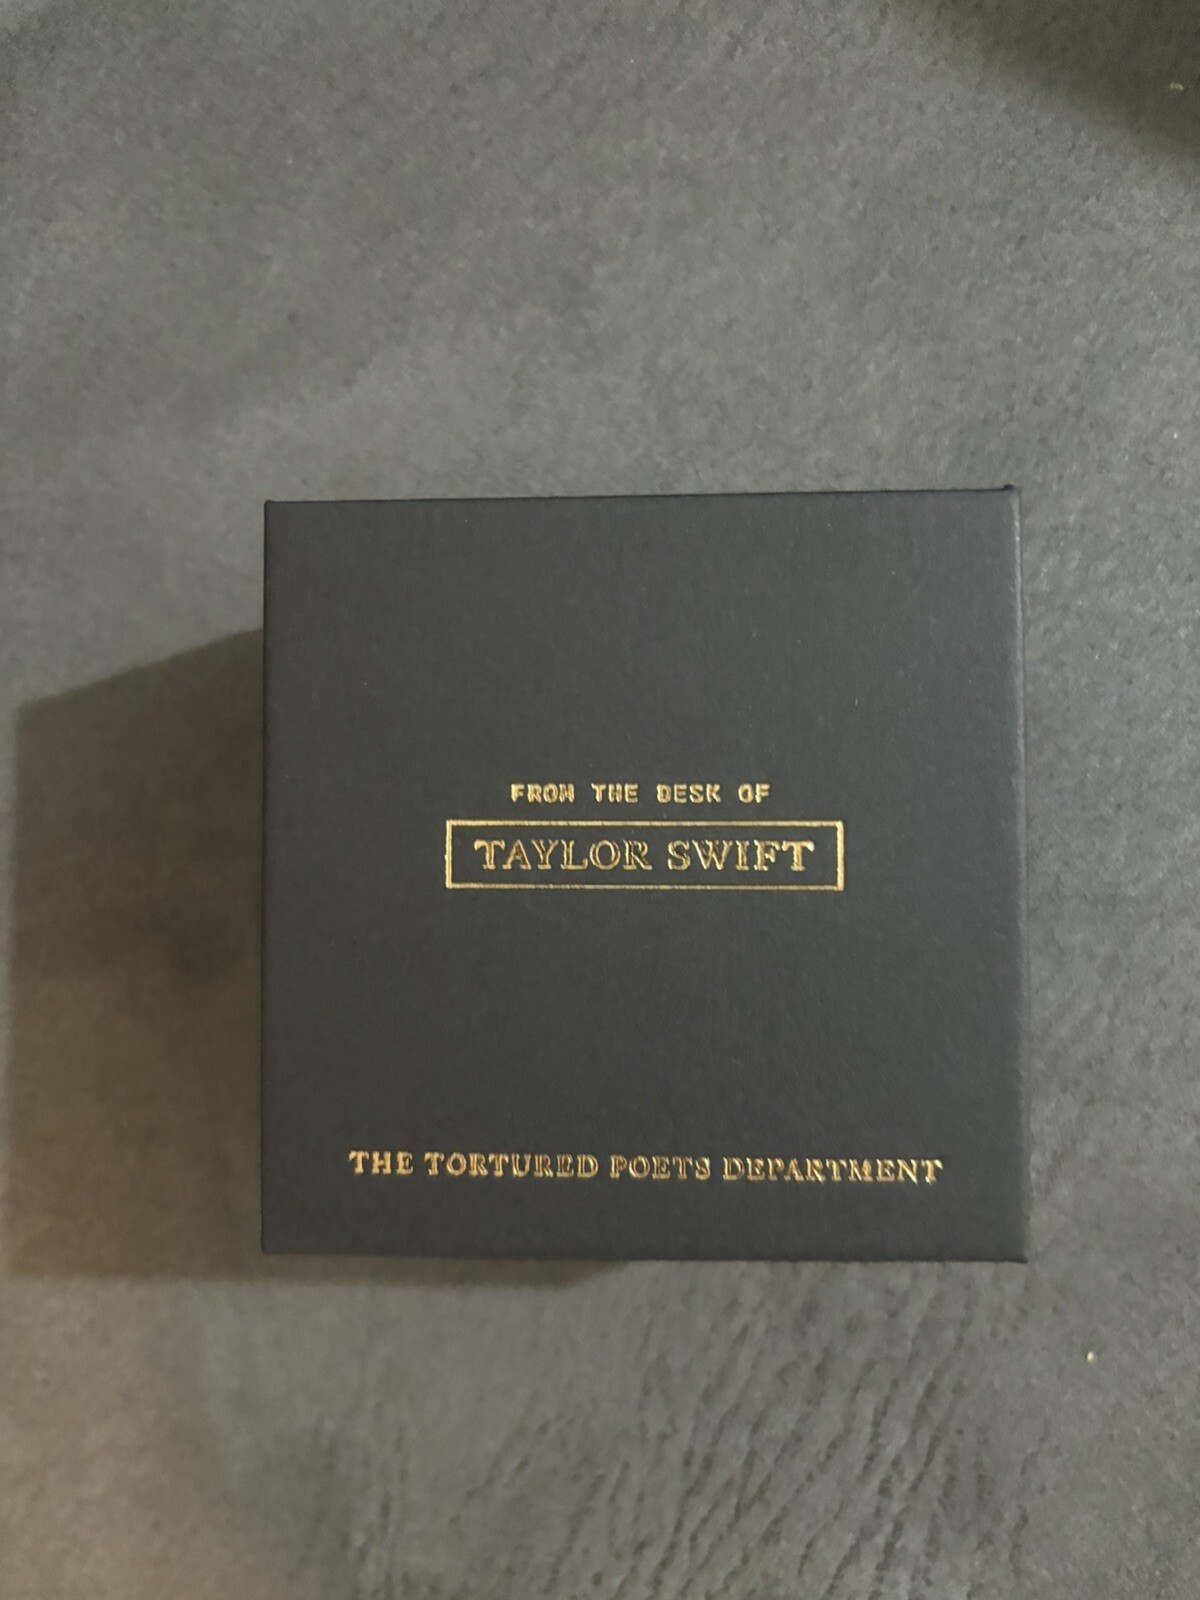 FROM THE DESK OF
TAYLOR SWIFT
THE TORTURED POETS DEPARTMENT